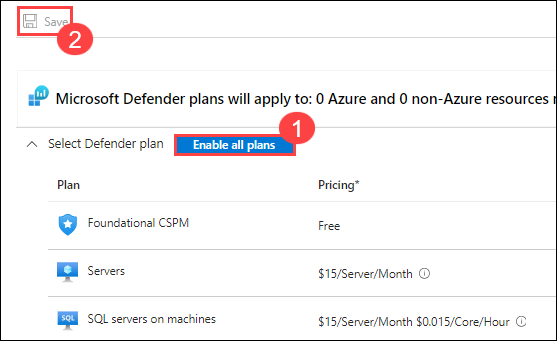 Save
2
Microsoft Defender plans will apply to: 0 Azure and 0 non-Azure resources
1
Select Defender plan Enable all plans
Plan Pricing*
Foundational CSPM Free
Servers $15/Server/Month
SQL SQL servers on machines $15/Server/Month $0.015/Core/Hour